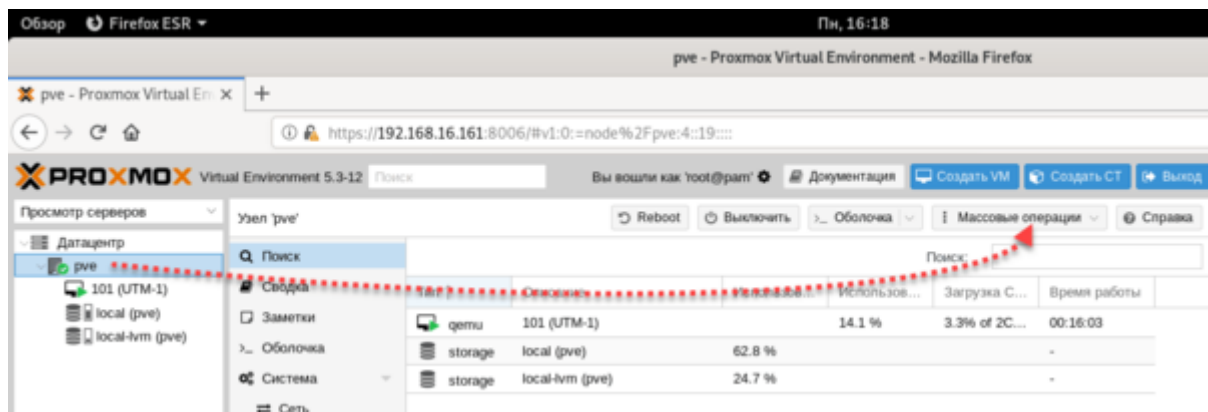 Обзор Firefox ESR Пн, 16:18
pve - Proxmox Virtual Environment - Mozilla Firefox
pve - Proxmox Virtual En
https://192.168.16.161:8006/#v1:0:=node%2Fpve:4::19::::
PROXMOX Virtual Environment 5.3-12 Поиск Вы вошли как 'root@pam' Документация Создать VM Создать CT Выход
Просмотр серверов Узел 'pve' Reboot Выключить Оболочка Массовые операции Справка
Датацентр Поиск Поиск:
pve
Сводка Описание Использов... Загрузка C... Время работы
101 (UTM-1)
local (pve) Заметки qemu 101 (UTM-1) 14.1 % 3.3% of 2C... 00:16:03
local-lvm (pve) Оболочка storage local (pve) 62.8 % -
Система storage local-lvm (pve) 24.7 % -
Сеть